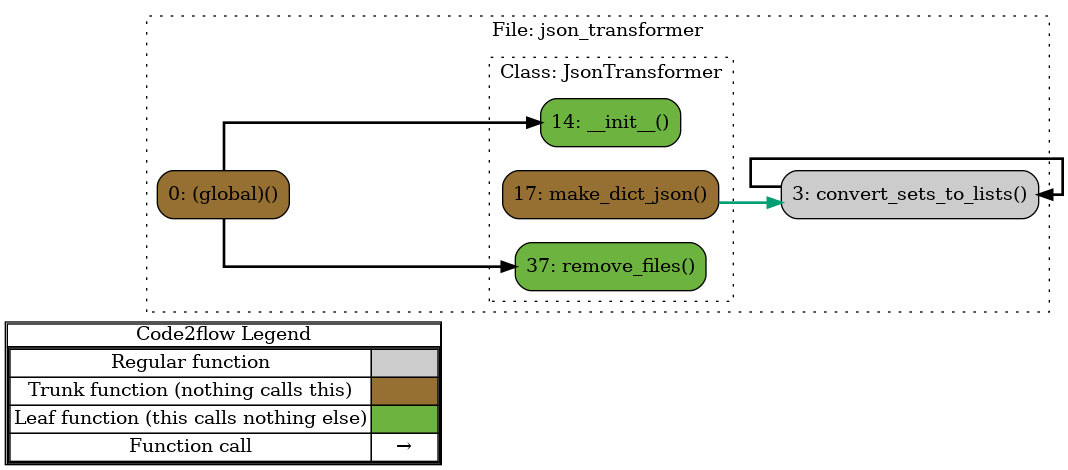 File: json_transformer
Class: JsonTransformer
14: __init__()
0: (global)()
17: make_dict_json()
3: convert_sets_to_lists()
37: remove_files()
Code2flow Legend
Regular function
Trunk function (nothing calls this)
Leaf function (this calls nothing else)
Function call →